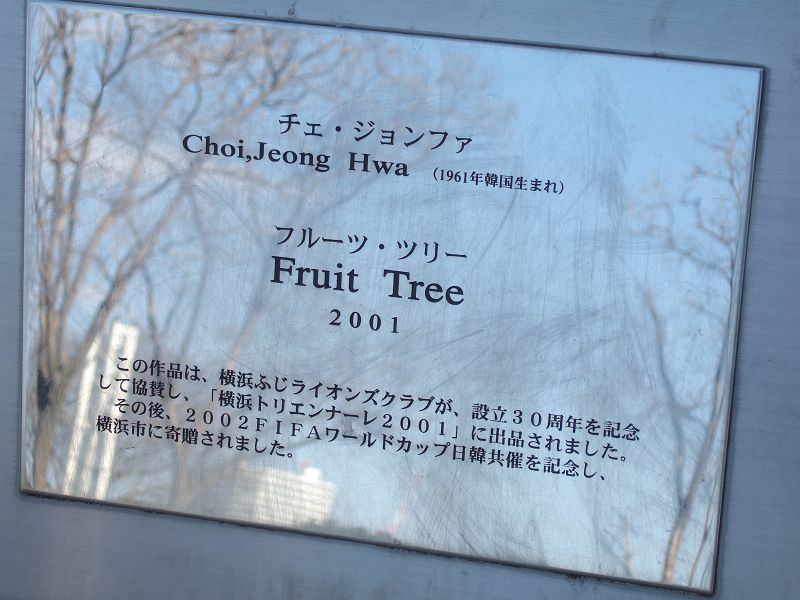 チェ・ジョンファ
Choi,Jeong Hwa (1961年韓国生まれ)
フルーツ・ツリー
Fruit Tree
2001
この作品は、横浜ふじライオンズクラブが、設立３０周年を記念
して協賛し、「横浜トリエンナーレ２００１」に出品されました。
その後、２００２ＦＩＦＡワールドカップ日韓共催を記念し、
横浜市に寄贈されました。